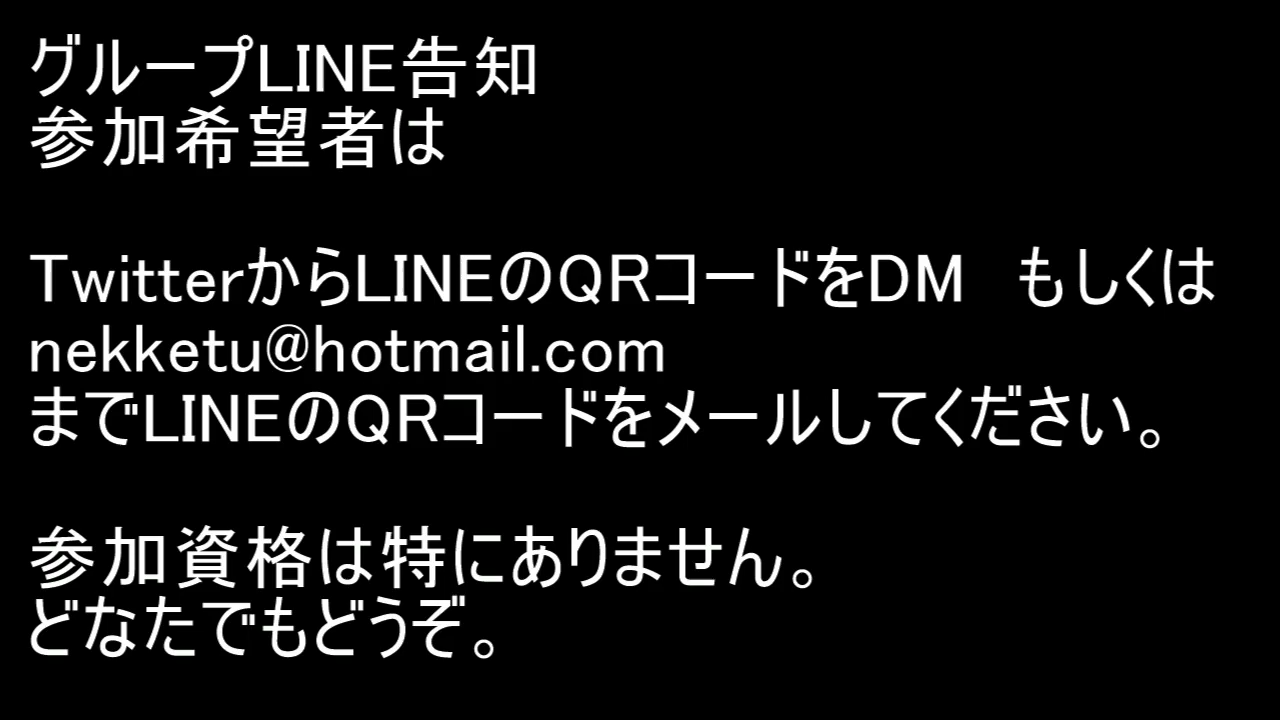 グループLINE告知
参加希望者は
TwitterからLINEのQRコードをDM　もしくは
nekketu@hotmail.com
までLINEのQRコードをメールしてください。
参加資格は特にありません。
どなたでもどうぞ。